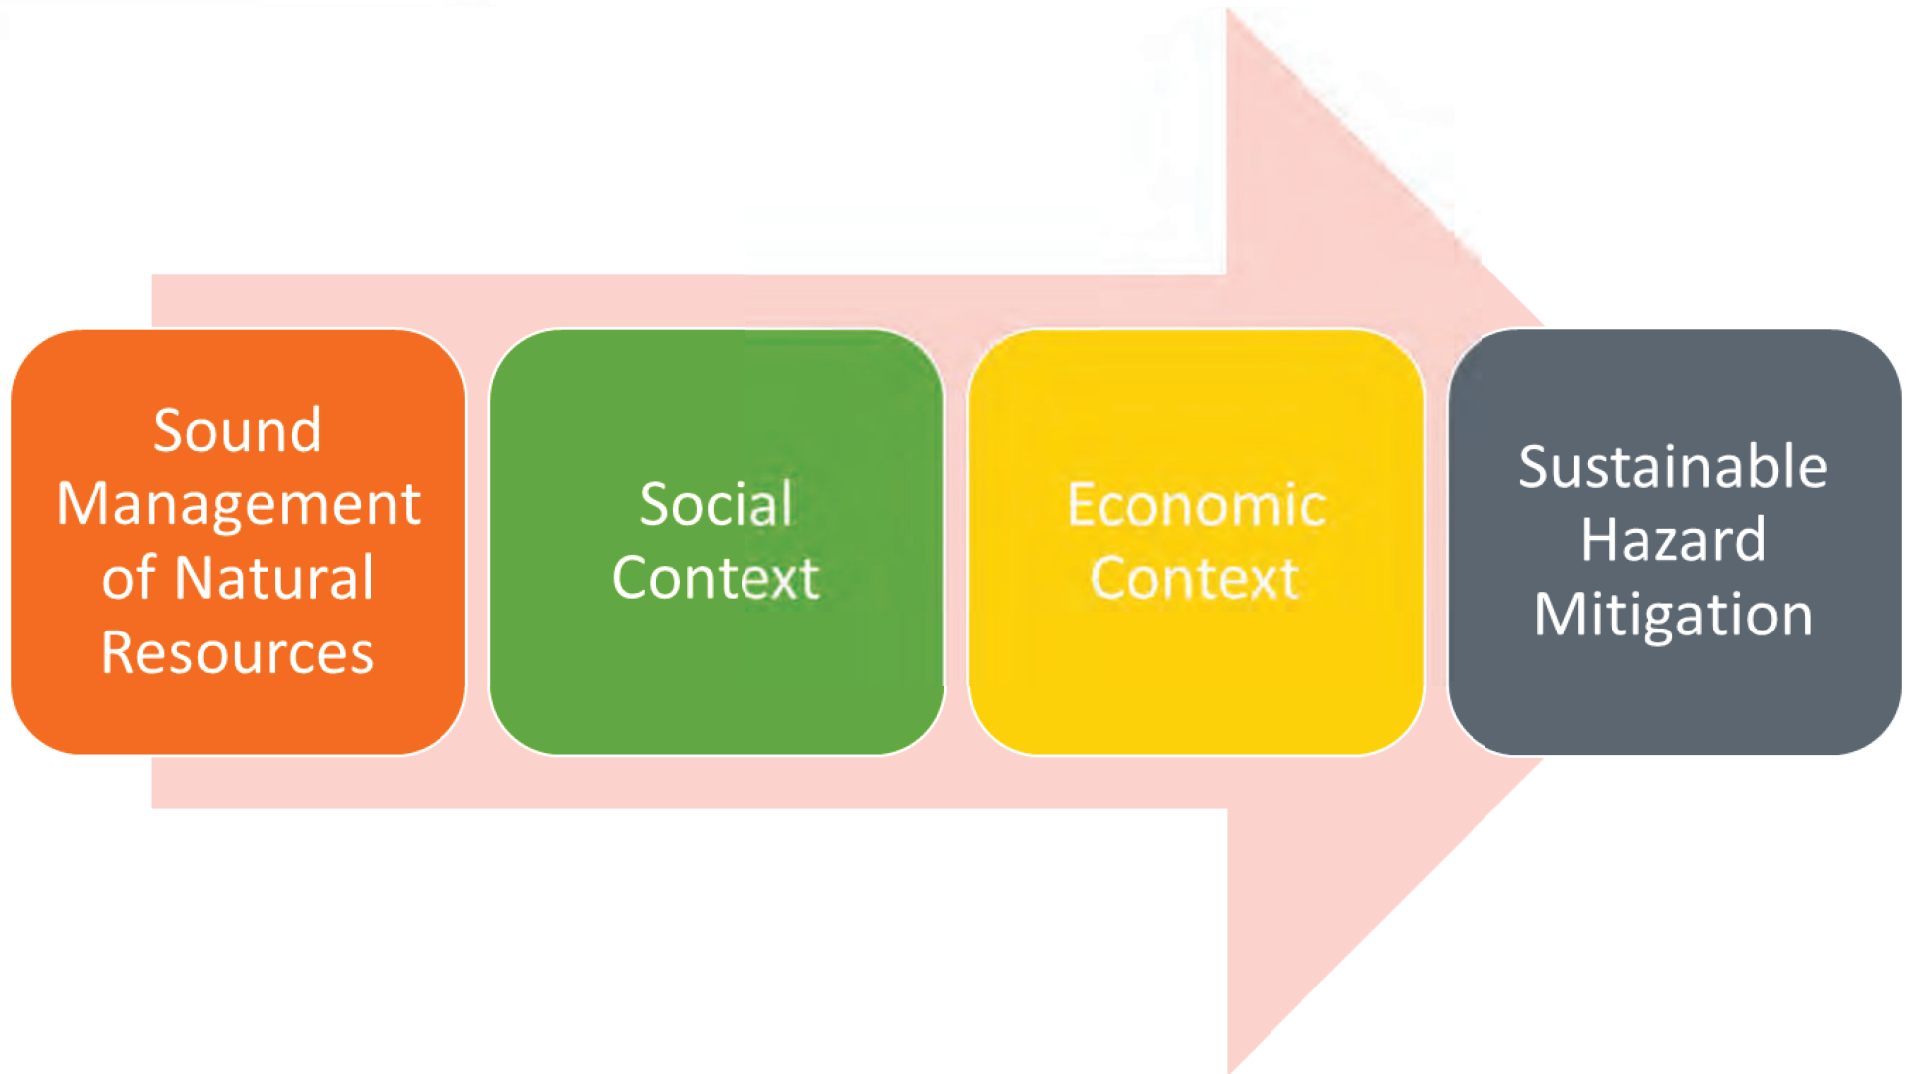 Sound
Management
of Natural
Resources
Social
Context
Economic
Context
Sustainable
Hazard
Mitigation